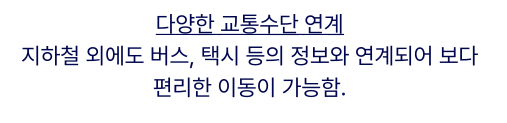 다양한 교통수단 연계
지하철 외에도 버스, 택시 등의 정보와 연계되어 보다
편리한 이동이 가능함.